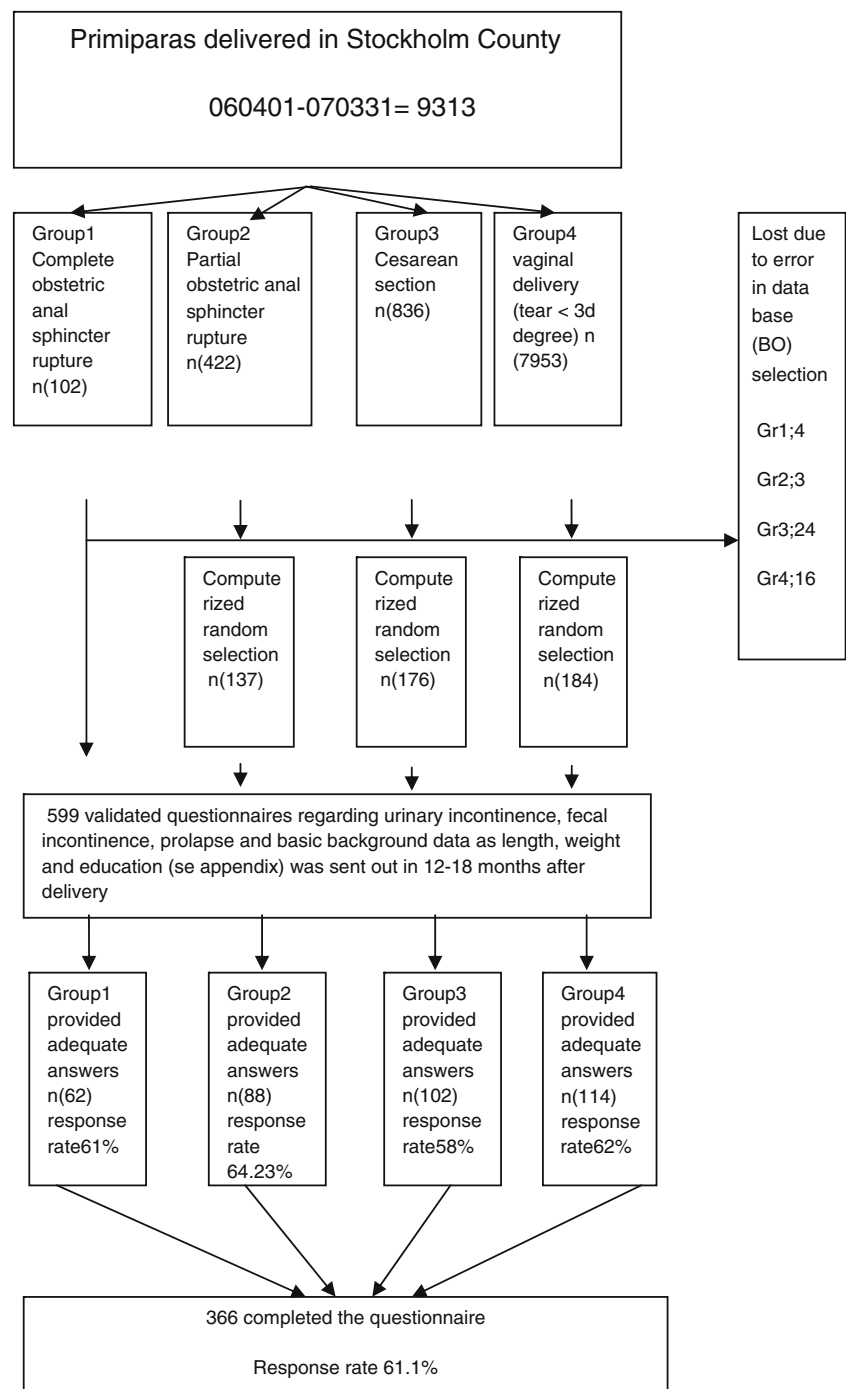 Primiparas delivered in Stockholm County
060401-070331= 9313
Group1
Complete
obstetric
anal
sphincter
rupture
n(102)
Group2
Partial
obstetric anal
sphincter
rupture
n(422)
Group3
Cesarean
section
n(836)
Group4
vaginal
delivery
(tear < 3d
degree) n
(7953)
Lost due
to error
in data
base
(BO)
selection
Gr1;4
Gr2;3
Gr3;24
Gr4;16
Compute
rized
random
selection
n(137)
Compute
rized
random
selection
n(176)
Compute
rized
random
selection
n(184)
599 validated questionnaires regarding urinary incontinence, fecal
incontinence, prolapse and basic background data as length, weight
and education (se appendix) was sent out in 12-18 months after
delivery
Group1
provided
adequate
answers
n(62)
response
rate61%
Group2
provided
adequate
answers
n(88)
response
rate
64.23%
Group3
provided
adequate
answers
n(102)
response
rate58%
Group4
provided
adequate
answers
n(114)
response
rate62%
366 completed the questionnaire
Response rate 61.1%